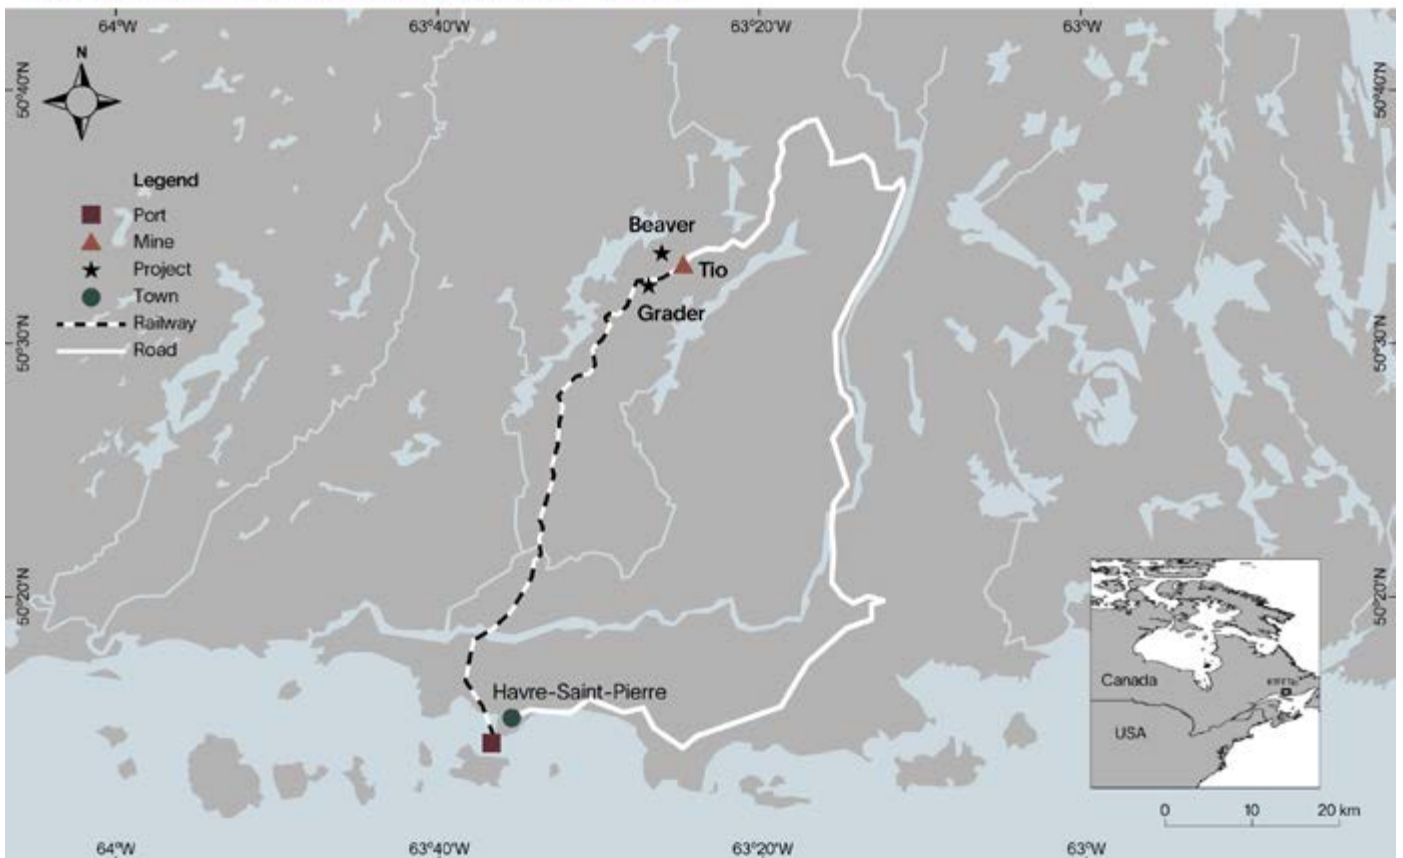 64°W 63°40'W 63°20'W 63°W
N
50°40'N 50°40'N
Legend
Port
Mine
Project
Town
Railway
Road
Beaver
Tio
Grader
50°30'N 50°30'N
50°20'N 50°20'N
Havre-Saint-Pierre
Canada
USA
0 10 20 km
64°W 63°40'W 63°20'W 63°W